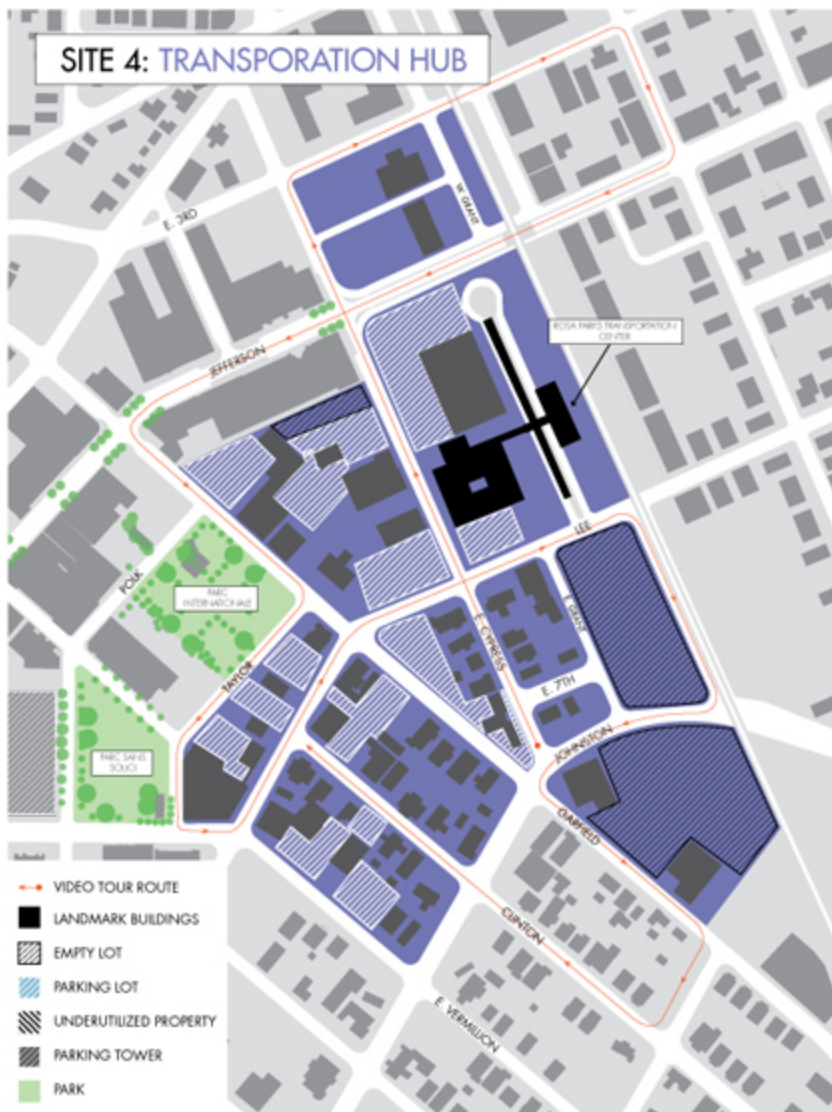 SITE 4: TRANSPORATION HUB
E. 3RD
W. GRANT
JEFFERSON
ROSA PARKS TRANSPORTATION
CENTER
LEE
POLK
PARC
INTERNATIONALE
E. GRANT
E. CYPRESS
TAYLOR
E. 7TH
PARC SANS
SOUCI
JOHNSTON
GARFIELD
CLINTON
E. VERMILLION
VIDEO TOUR ROUTE
LANDMARK BUILDINGS
EMPTY LOT
PARKING LOT
UNDERUTILIZED PROPERTY
PARKING TOWER
PARK